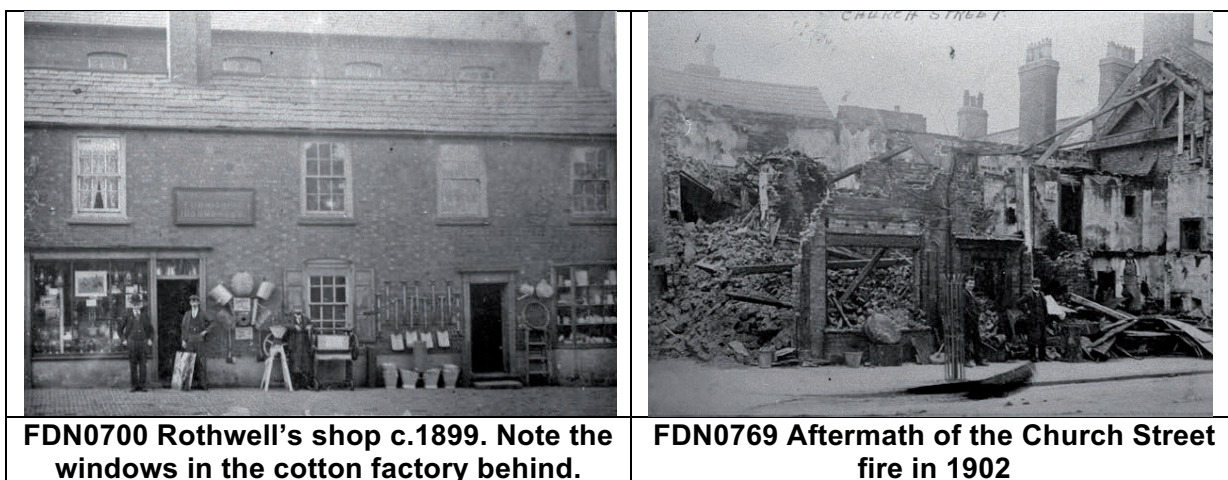 CHURCH STREET.
FDN0700 Rothwell's shop c.1899. Note the
windows in the cotton factory behind.
FDN0769 Aftermath of the Church Street
fire in 1902